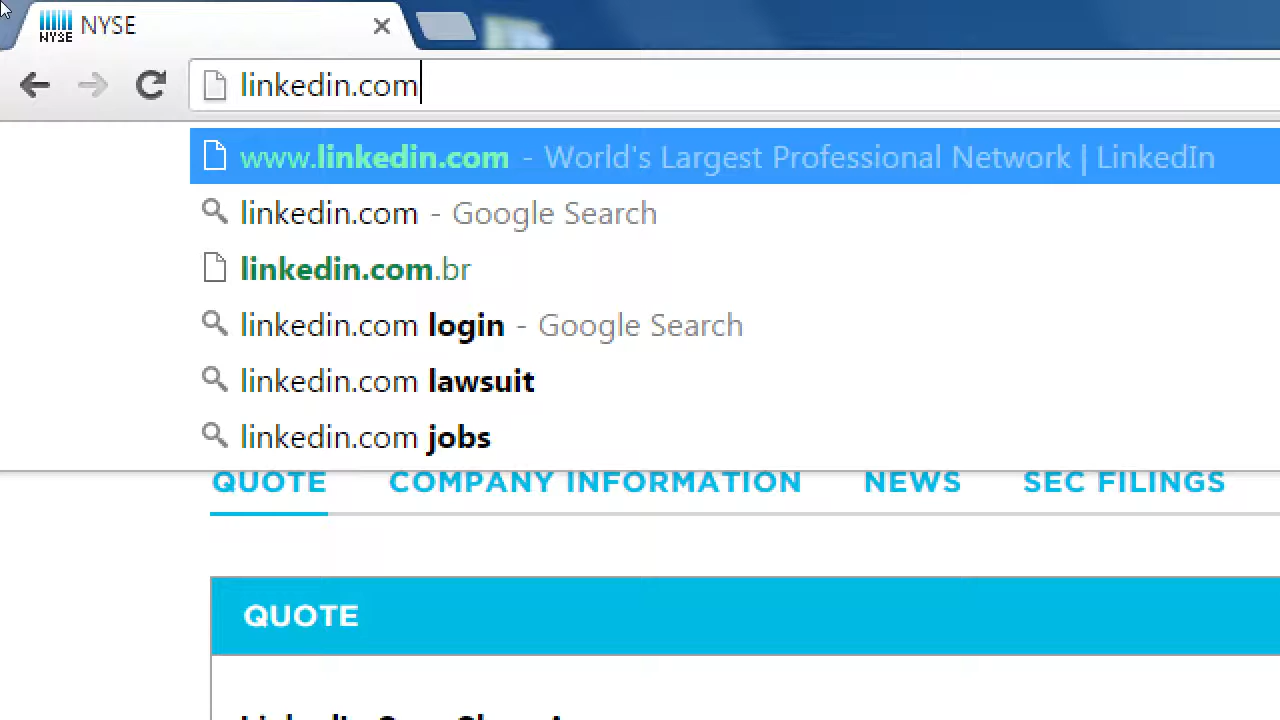 NYSE NYSE
linkedin.com
www.linkedin.com - World's Largest Professional Network | LinkedIn
linkedin.com - Google Search
linkedin.com.br
linkedin.com login - Google Search
linkedin.com lawsuit
linkedin.com jobs
QUOTE COMPANY INFORMATION NEWS SEC FILINGS
QUOTE